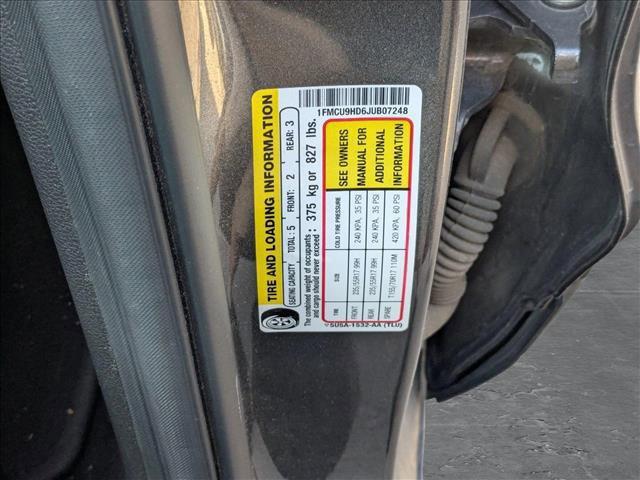 TIRE AND LOADING INFORMATION
SEATING CAPACITY TOTAL: 5 FRONT: 2 REAR: 3
The combined weight of occupants
and cargo should never exceed : 375 kg or 827 lbs.
TIRE SIZE COLD TIRE PRESSURE
FRONT 235/55R17 99H 240 KPA, 35 PSI
REAR 235/55R17 99H 240 KPA, 35 PSI
SPARE T155/70R17 110M 420 KPA, 60 PSI
SEE OWNERS
MANUAL FOR
ADDITIONAL
INFORMATION
1FMCU9HD6JUB07248
5U5A-1532-AA (TLU)